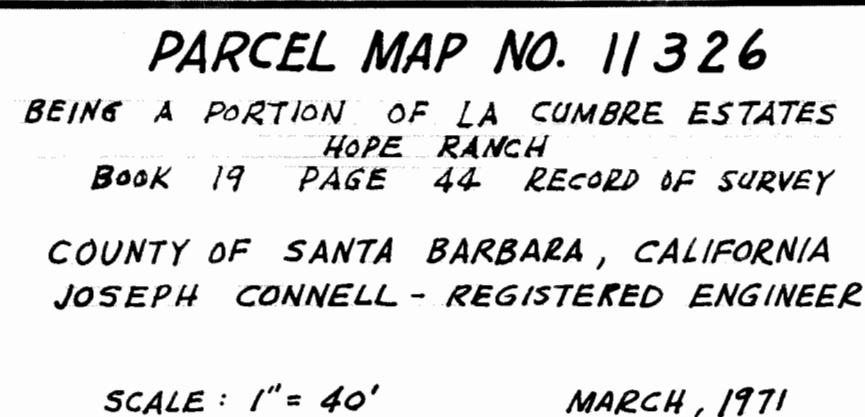 PARCEL MAP NO. 11326
BEING A PORTION OF LA CUMBRE ESTATES
HOPE RANCH
BOOK 19 PAGE 44 RECORD OF SURVEY
COUNTY OF SANTA BARBARA, CALIFORNIA
JOSEPH CONNELL - REGISTERED ENGINEER
SCALE: 1" = 40' MARCH, 1971